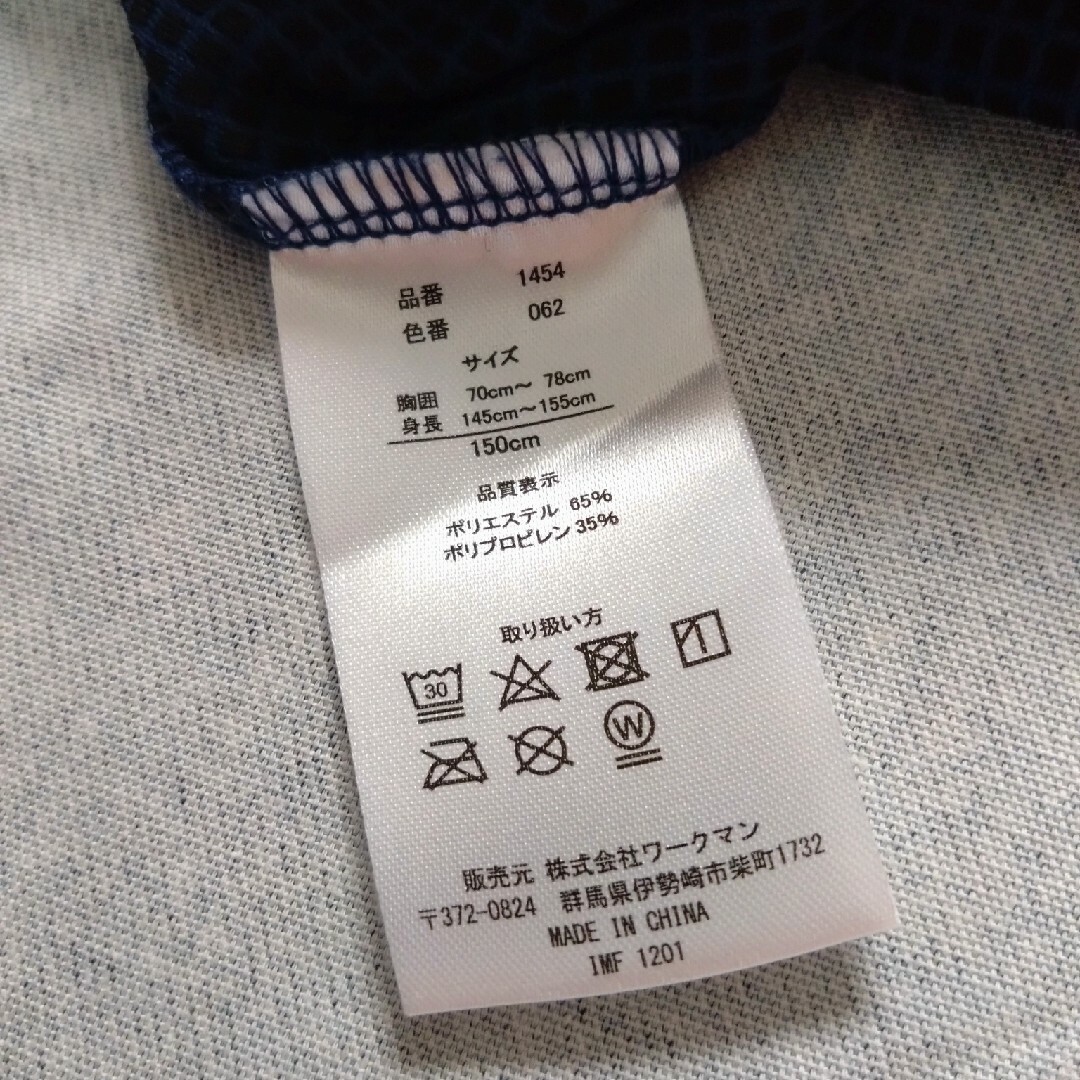 品番 1454
色番 062
サイズ
胸囲 70cm～ 78cm
身長 145cm～155cm
150cm
品質表示
ポリエステル 65%
ポリプロピレン 35%
取り扱い方
30
W
販売元 株式会社ワークマン
〒372-0824 群馬県伊勢崎市柴町1732
MADE IN CHINA
IMF 1201